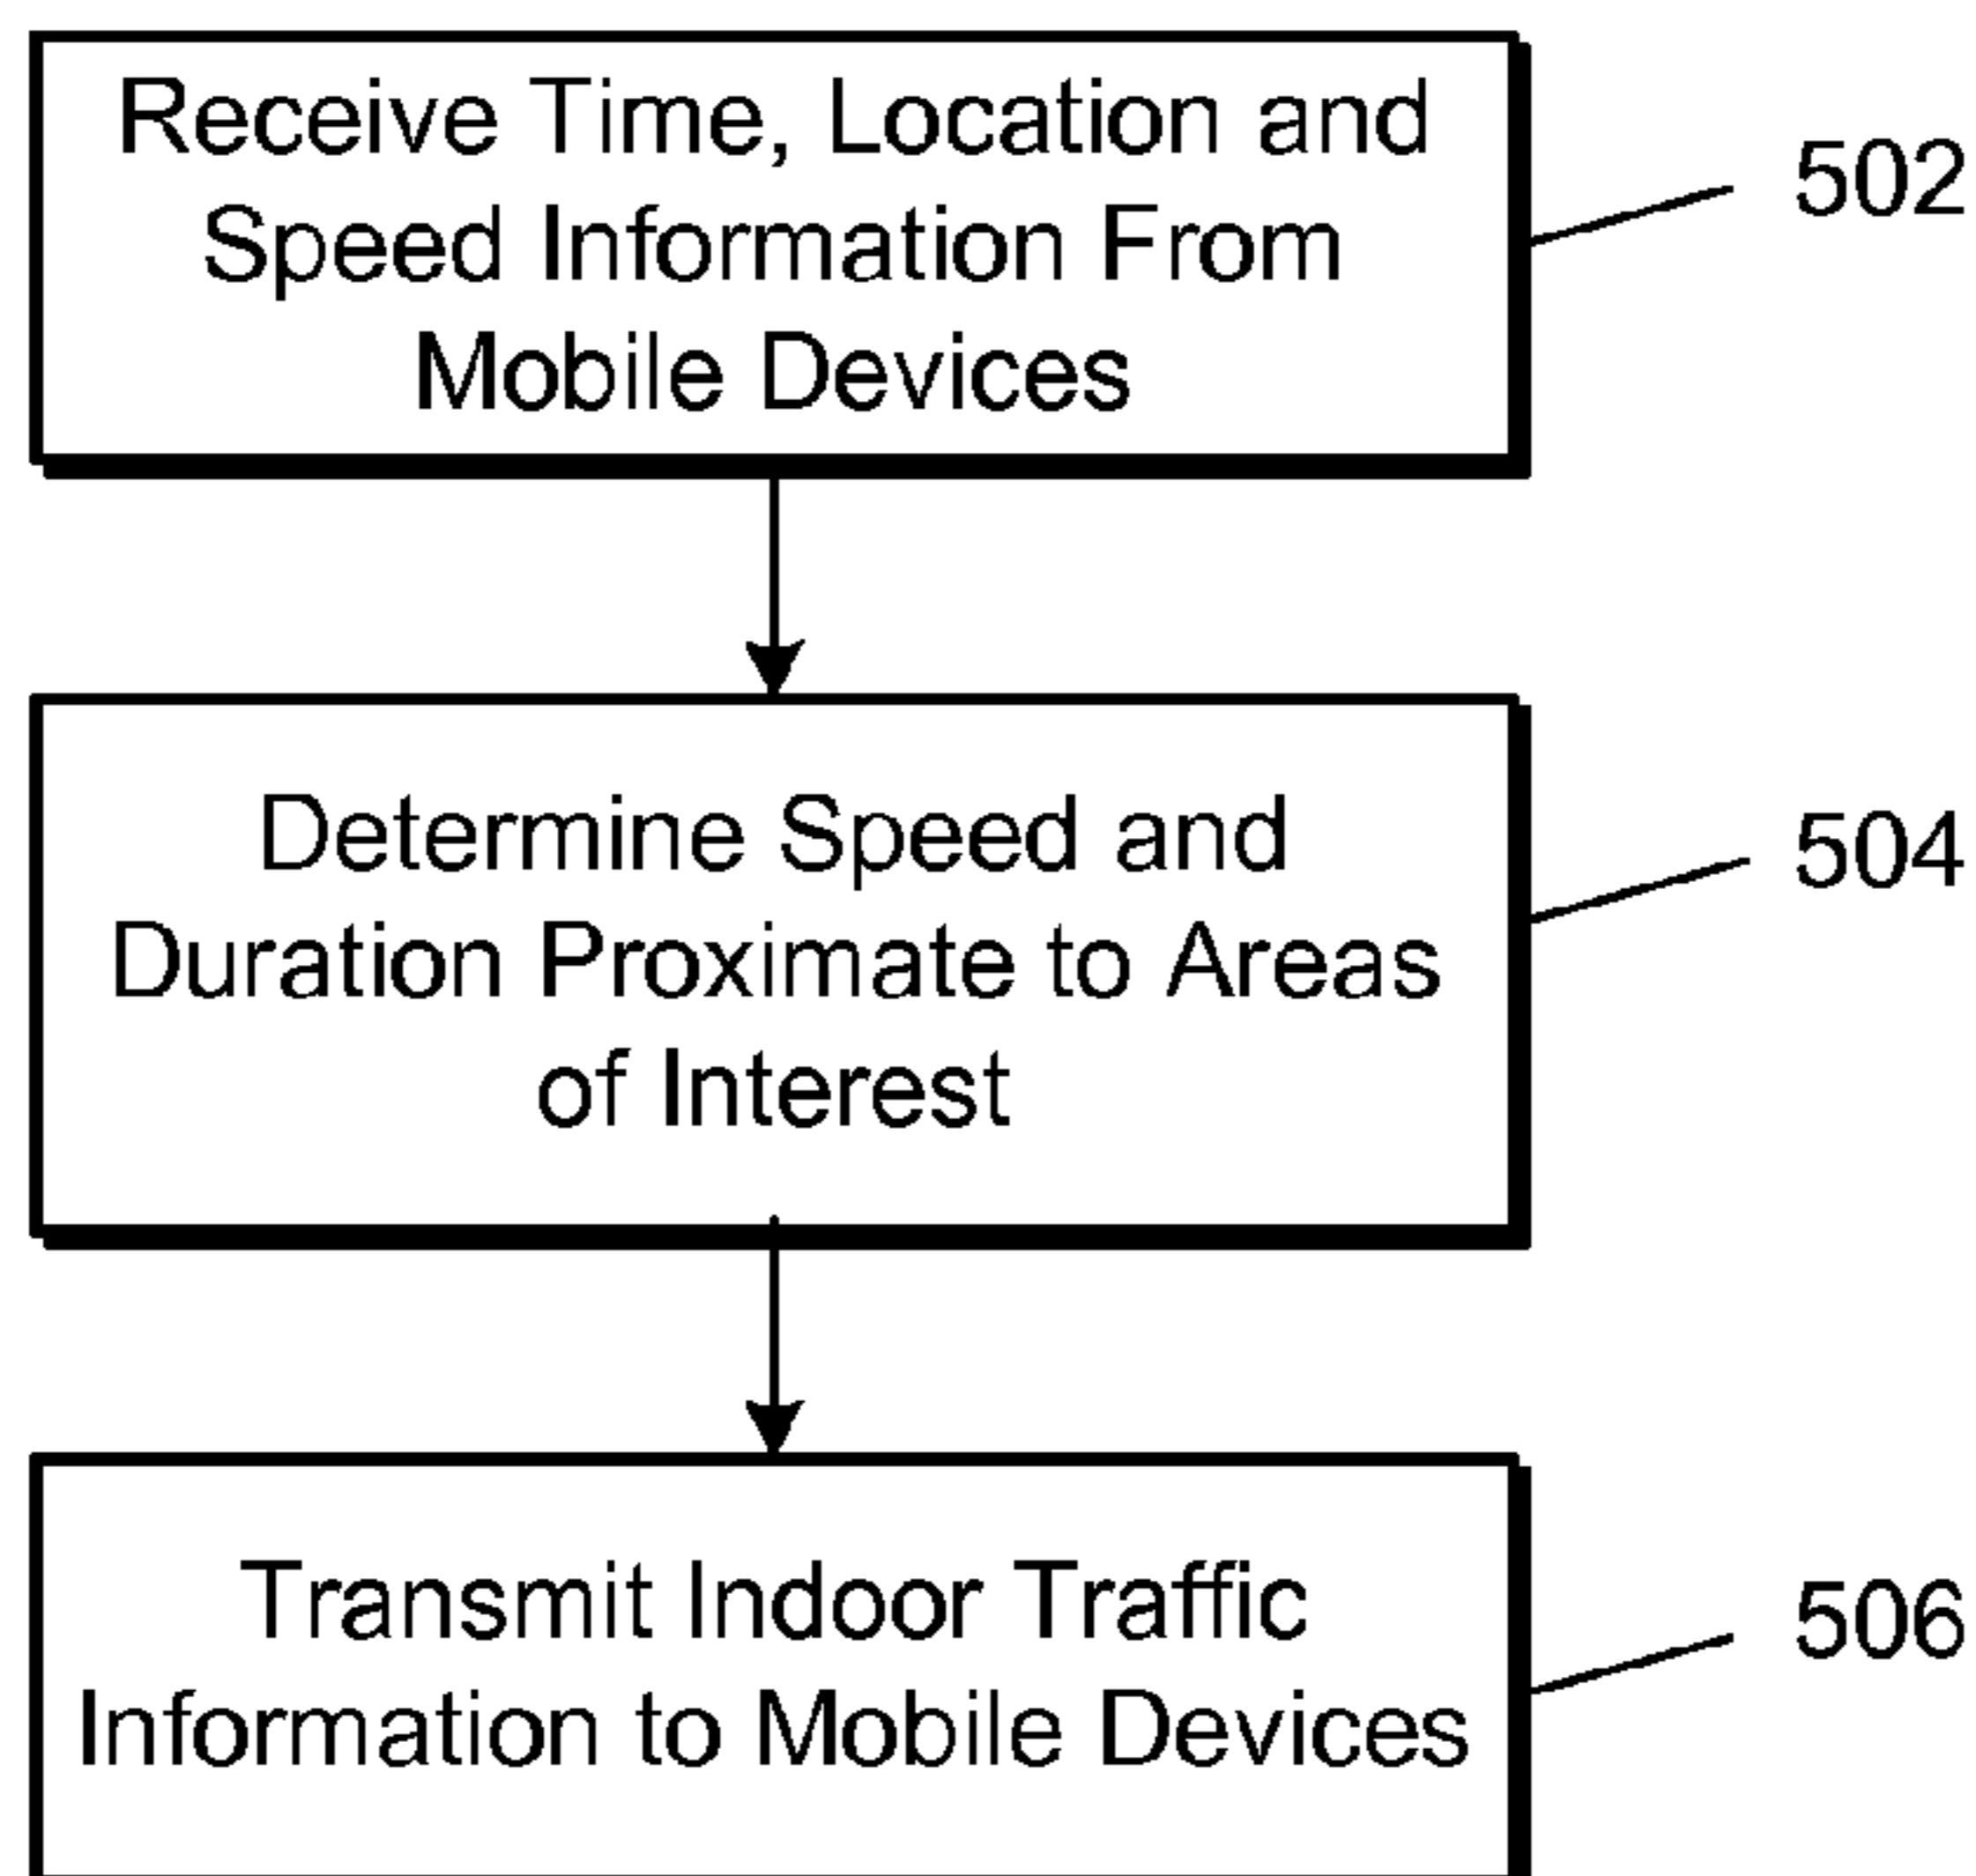 Receive Time, Location and
Speed Information From
Mobile Devices
502
Determine Speed and
Duration Proximate to Areas
of Interest
504
Transmit Indoor Traffic
Information to Mobile Devices
506